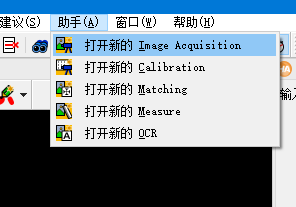 建议(S) 助手(A) 窗口(W) 帮助(H)
打开新的 Image Acquisition
打开新的 Calibration
打开新的 Matching
打开新的 Measure
打开新的 OCR
输